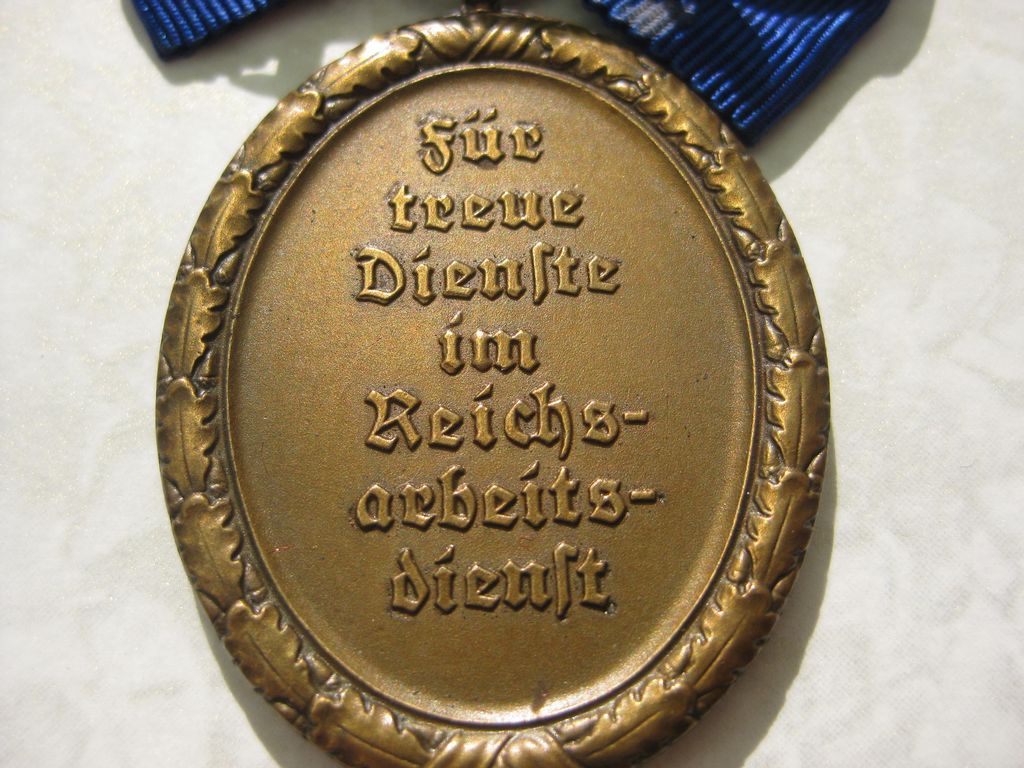 Für
treue
Dienſte
im
Reichs-
arbeits-
dienſt